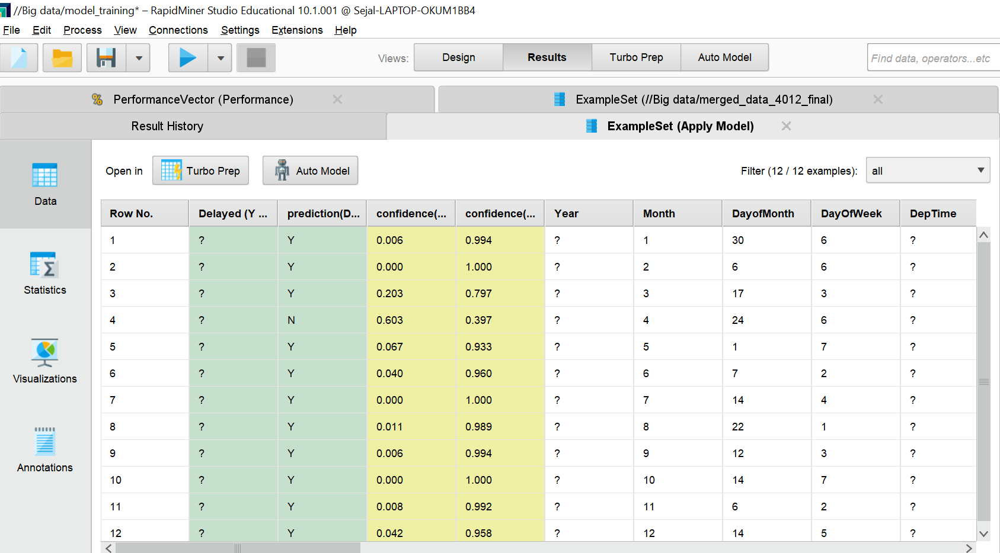 //Big data/model_training* – RapidMiner Studio Educational 10.1.001 @ Sejal-LAPTOP-OKUM1BB4
File Edit Process View Connections Settings Extensions Help
Views: Design Results Turbo Prep Auto Model Find data, operators...etc
PerformanceVector (Performance) ExampleSet (//Big data/merged_data_4012_final)
Result History ExampleSet (Apply Model)
Open in Turbo Prep Auto Model Filter (12 / 12 examples): all
Data
Statistics
Visualizations
Annotations
Row No. Delayed (Y ... prediction(D... confidence(... confidence(... Year Month DayofMonth DayOfWeek DepTime
1 ? Y 0.006 0.994 ? 1 30 6 ?
2 ? Y 0.000 1.000 ? 2 6 6 ?
3 ? Y 0.203 0.797 ? 3 17 3 ?
4 ? N 0.603 0.397 ? 4 24 6 ?
5 ? Y 0.067 0.933 ? 5 1 7 ?
6 ? Y 0.040 0.960 ? 6 7 2 ?
7 ? Y 0.000 1.000 ? 7 14 4 ?
8 ? Y 0.011 0.989 ? 8 22 1 ?
9 ? Y 0.006 0.994 ? 9 12 3 ?
10 ? Y 0.000 1.000 ? 10 14 7 ?
11 ? Y 0.008 0.992 ? 11 6 2 ?
12 ? Y 0.042 0.958 ? 12 14 5 ?